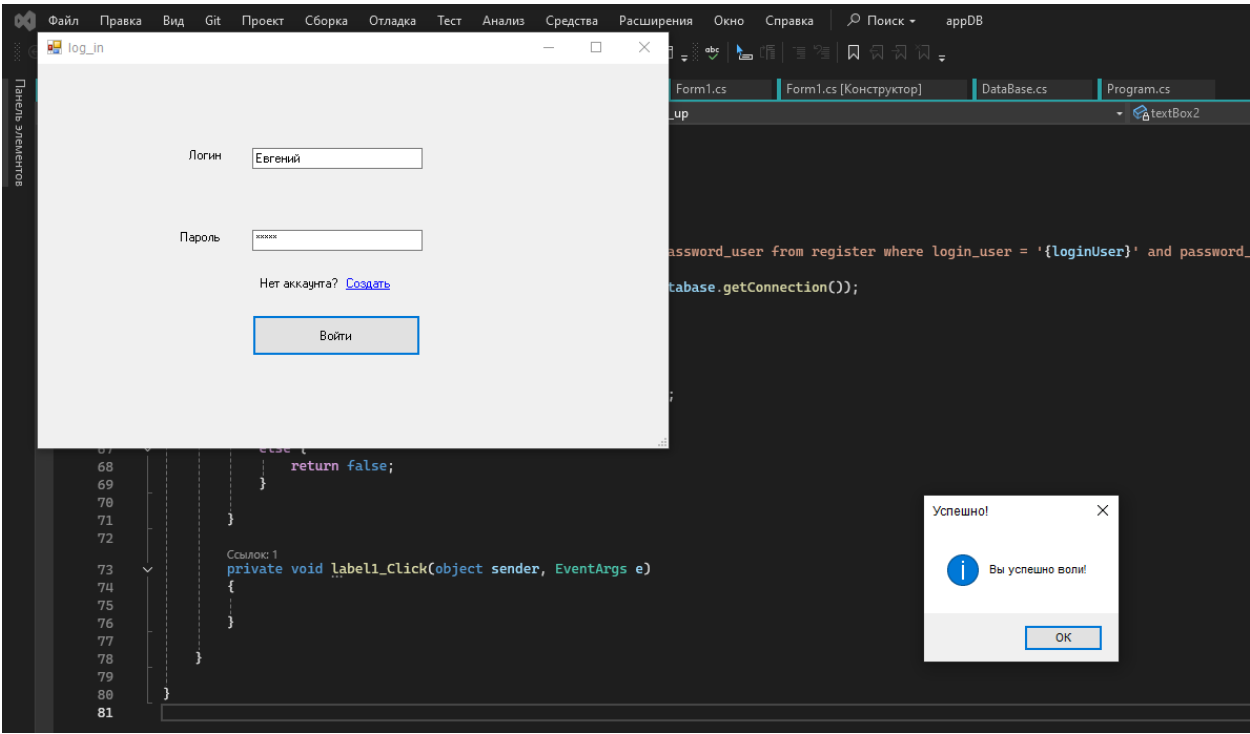 Файл Правка Вид Git Проект Сборка Отладка Тест Анализ Средства Расширения Окно Справка Поиск appDB
log_in
Панель элементов
Form1.cs Form1.cs [Конструктор] DataBase.cs Program.cs
_up textBox2
Логин Евгений
Пароль *****
Нет аккаунта? Создать
Войти
assword_user from register where login_user = '{loginUser}' and password_
tabase.getConnection());
;
67 else {
68 return false;
69 }
70
71 }
72
Ссылок: 1
73 private void label1_Click(object sender, EventArgs e)
74 {
75
76 }
77
78 }
79
80 }
81
Успешно!
Вы успешно воли!
ОК